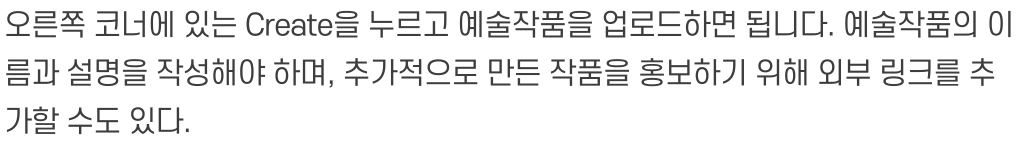 오른쪽 코너에 있는 Create을 누르고 예술작품을 업로드하면 됩니다. 예술작품의 이
름과 설명을 작성해야 하며, 추가적으로 만든 작품을 홍보하기 위해 외부 링크를 추
가할 수도 있다.